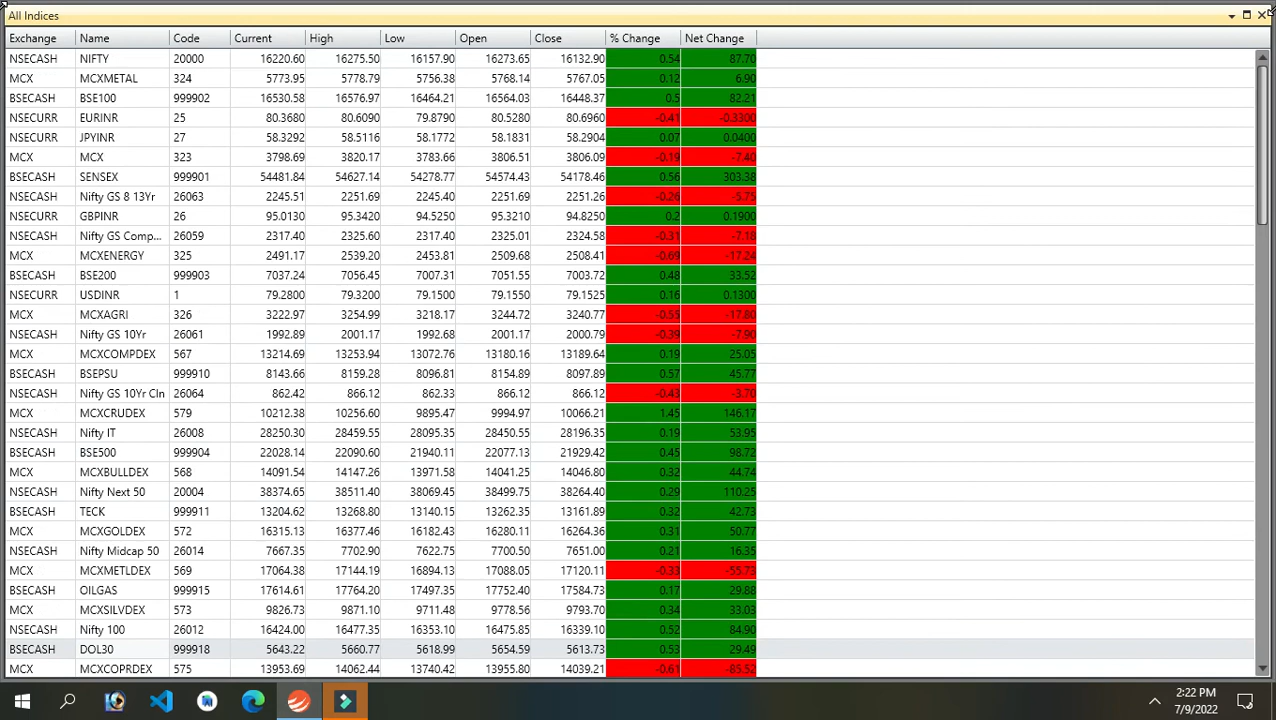 All Indices
Exchange Name Code Current High Low Open Close % Change Net Change
NSECASH NIFTY 20000 16220.60 16275.50 16157.90 16273.65 16132.90 0.54 87.70
MCX MCXMETAL 324 5773.95 5778.79 5756.38 5768.14 5767.05 0.12 6.90
BSECASH BSE100 999902 16530.58 16576.97 16464.21 16564.03 16448.37 0.5 82.21
NSECURR EURINR 25 80.3680 80.6090 79.8790 80.5280 80.6960 -0.41 -0.3300
NSECURR JPYINR 27 58.3292 58.5116 58.1772 58.1831 58.2904 0.07 0.0400
MCX MCX 323 3798.69 3820.17 3783.66 3806.51 3806.09 -0.19 -7.40
BSECASH SENSEX 999901 54481.84 54627.14 54278.77 54574.43 54178.46 0.56 303.38
NSECASH Nifty GS 8 13Yr 26063 2245.51 2251.69 2245.40 2251.69 2251.26 -0.26 -5.75
NSECURR GBPINR 26 95.0130 95.3420 94.5250 95.3210 94.8250 0.2 0.1900
NSECASH Nifty GS Comp... 26059 2317.40 2325.60 2317.40 2325.01 2324.58 -0.31 -7.18
MCX MCXENERGY 325 2491.17 2539.20 2453.81 2509.68 2508.41 -0.69 -17.24
BSECASH BSE200 999903 7037.24 7056.45 7007.31 7051.55 7003.72 0.48 33.52
NSECURR USDINR 1 79.2800 79.3200 79.1500 79.1550 79.1525 0.16 0.1300
MCX MCXAGRI 326 3222.97 3254.99 3218.17 3244.72 3240.77 -0.55 -17.80
NSECASH Nifty GS 10Yr 26061 1992.89 2001.17 1992.68 2001.17 2000.79 -0.39 -7.90
MCX MCXCOMPDEX 567 13214.69 13253.94 13072.76 13180.16 13189.64 0.19 25.05
BSECASH BSEPSU 999910 8143.66 8159.28 8096.81 8154.89 8097.89 0.57 45.77
NSECASH Nifty GS 10Yr Cln 26064 862.42 866.12 862.33 866.12 866.12 -0.43 -3.70
MCX MCXCRUDEX 579 10212.38 10256.60 9895.47 9994.97 10066.21 1.45 146.17
NSECASH Nifty IT 26008 28250.30 28459.55 28095.35 28450.55 28196.35 0.19 53.95
BSECASH BSE500 999904 22028.14 22090.60 21940.11 22077.13 21929.42 0.45 98.72
MCX MCXBULLDEX 568 14091.54 14147.26 13971.58 14041.25 14046.80 0.32 44.74
NSECASH Nifty Next 50 20004 38374.65 38511.40 38069.45 38499.75 38264.40 0.29 110.25
BSECASH TECK 999911 13204.62 13268.80 13140.15 13262.35 13161.89 0.32 42.73
MCX MCXGOLDEX 572 16315.13 16377.46 16182.43 16280.11 16264.36 0.31 50.77
NSECASH Nifty Midcap 50 26014 7667.35 7702.90 7622.75 7700.50 7651.00 0.21 16.35
MCX MCXMETLDEX 569 17064.38 17144.19 16894.13 17088.05 17120.11 -0.33 -55.73
BSECASH OILGAS 999915 17614.61 17764.20 17497.35 17752.40 17584.73 0.17 29.88
MCX MCXSILVDEX 573 9826.73 9871.10 9711.48 9778.56 9793.70 0.34 33.03
NSECASH Nifty 100 26012 16424.00 16477.35 16353.10 16475.85 16339.10 0.52 84.90
BSECASH DOL30 999918 5643.22 5660.77 5618.99 5654.59 5613.73 0.53 29.49
MCX MCXCOPRDEX 575 13953.69 14062.44 13740.42 13955.80 14039.21 -0.61 -85.52
2:22 PM
7/9/2022